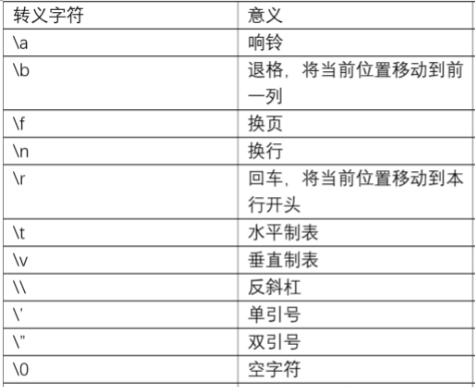 转义字符 意义
\a 响铃
\b 退格，将当前位置移动到前
一列
\f 换页
\n 换行
\r 回车，将当前位置移动到本
行开头
\t 水平制表
\v 垂直制表
\\ 反斜杠
\' 单引号
\" 双引号
\0 空字符